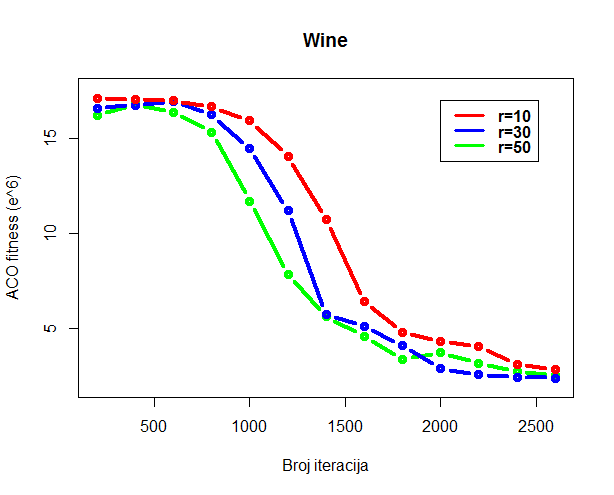 Wine
r=10
r=30
r=50
15
10
5
ACO fitness (e^6)
500
1000
1500
2000
2500
Broj iteracija